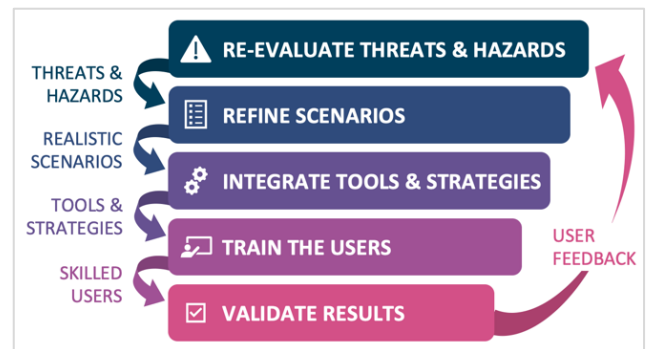 RE-EVALUATE THREATS & HAZARDS
THREATS &
HAZARDS
REFINE SCENARIOS
REALISTIC
SCENARIOS
INTEGRATE TOOLS & STRATEGIES
TOOLS &
STRATEGIES
TRAIN THE USERS
SKILLED
USERS
VALIDATE RESULTS
USER
FEEDBACK